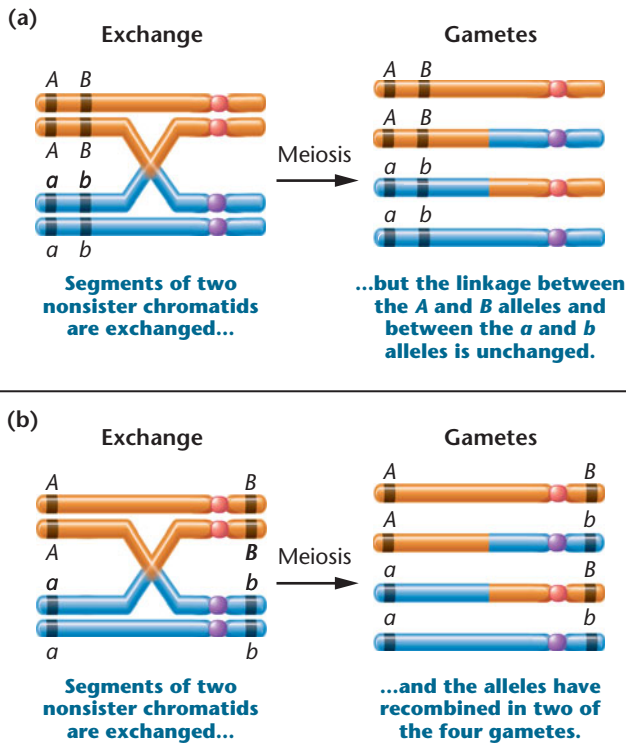 (a)
Exchange
Gametes
A B
A B
a b
a b
Meiosis
A B
A B
a b
a b
Segments of two
nonsister chromatids
are exchanged...
...but the linkage between
the A and B alleles and
between the a and b
alleles is unchanged.
(b)
Exchange
Gametes
A B
A B
a b
a b
Meiosis
A B
A b
a B
a b
Segments of two
nonsister chromatids
are exchanged...
...and the alleles have
recombined in two of
the four gametes.